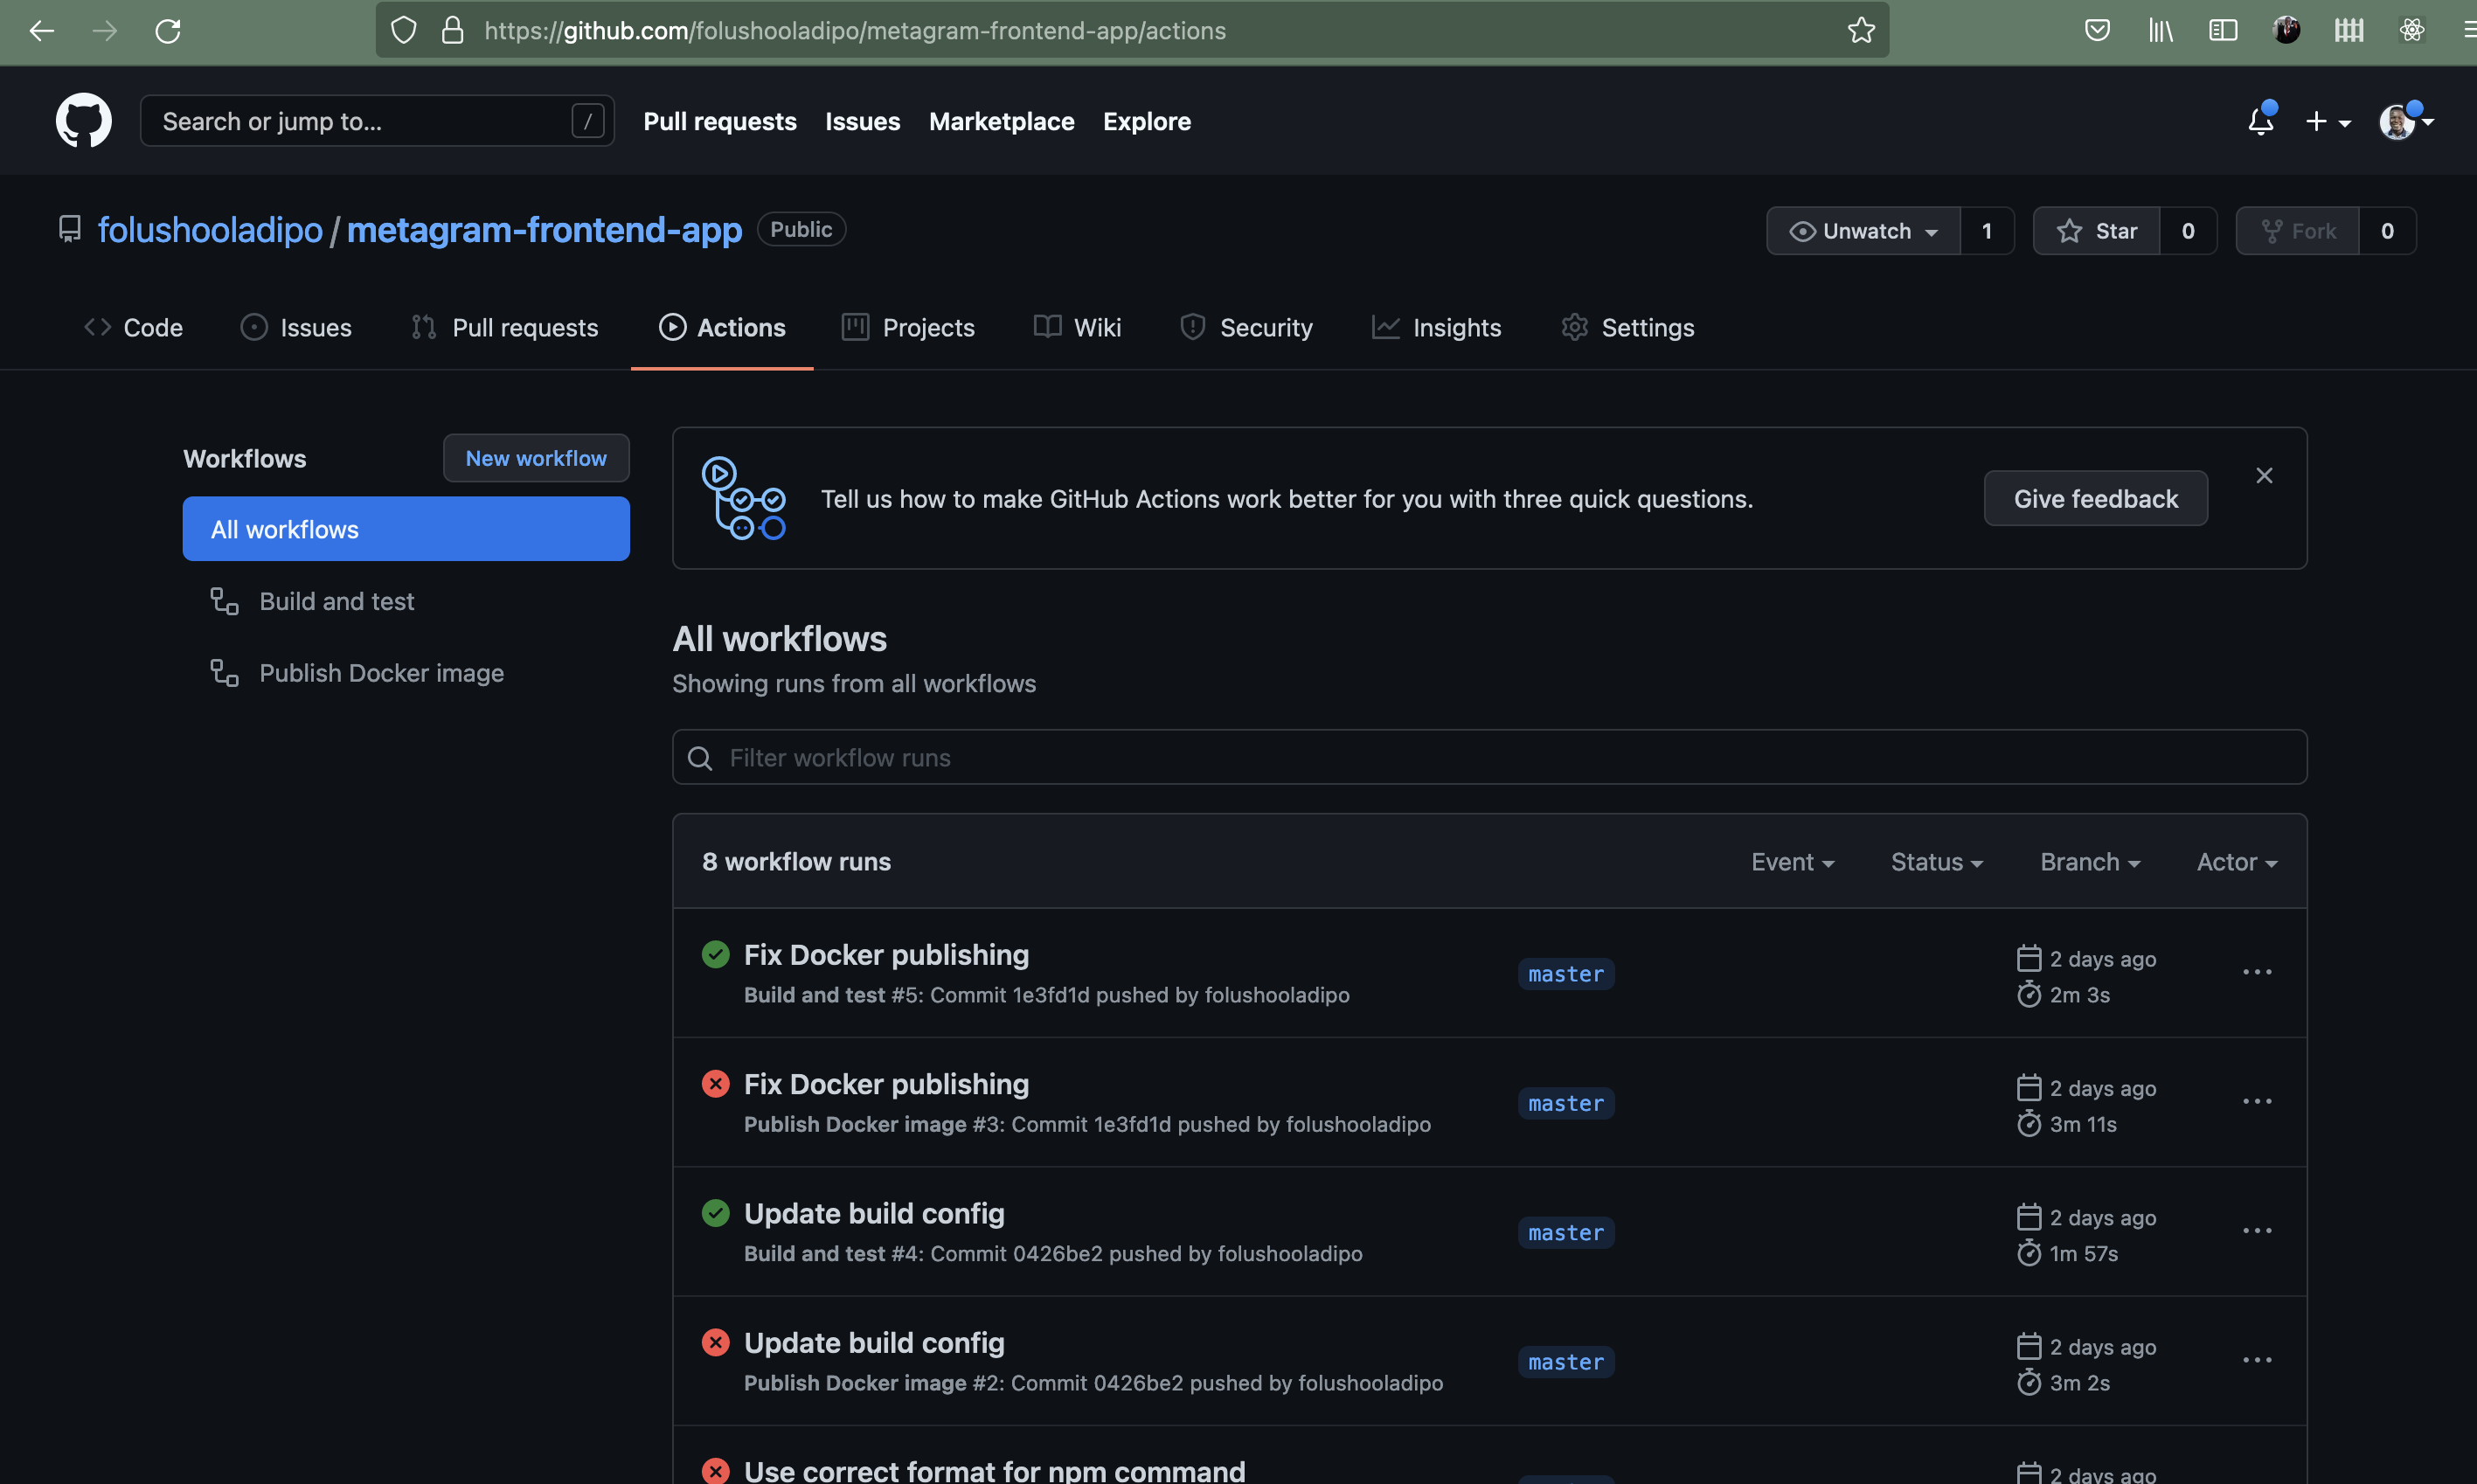 https://github.com/folushooladipo/metagram-frontend-app/actions
Search or jump to... /
Pull requests Issues Marketplace Explore
folushooladipo / metagram-frontend-app Public
Unwatch 1 Star 0 Fork 0
Code Issues Pull requests Actions Projects Wiki Security Insights Settings
Workflows New workflow
All workflows
Build and test
Publish Docker image
Tell us how to make GitHub Actions work better for you with three quick questions. Give feedback
All workflows
Showing runs from all workflows
Filter workflow runs
8 workflow runs Event Status Branch Actor
Fix Docker publishing
Build and test #5: Commit 1e3fd1d pushed by folushooladipo
master
2 days ago
2m 3s
Fix Docker publishing
Publish Docker image #3: Commit 1e3fd1d pushed by folushooladipo
master
2 days ago
3m 11s
Update build config
Build and test #4: Commit 0426be2 pushed by folushooladipo
master
2 days ago
1m 57s
Update build config
Publish Docker image #2: Commit 0426be2 pushed by folushooladipo
master
2 days ago
3m 2s
Use correct format for npm command
2 days ago